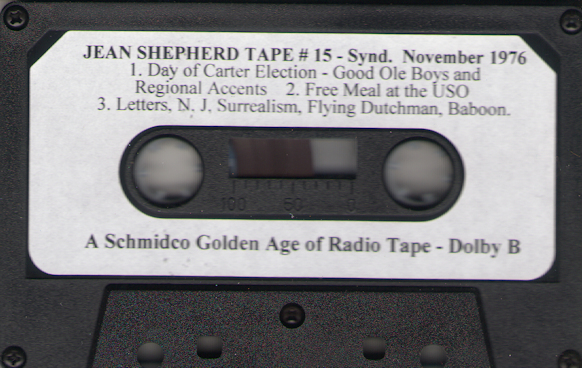 JEAN SHEPHERD TAPE # 15 - Synd. November 1976
1. Day of Carter Election - Good Ole Boys and
Regional Accents 2. Free Meal at the USO
3. Letters, N. J. Surrealism, Flying Dutchman, Baboon.
100 50 0
A Schmidco Golden Age of Radio Tape - Dolby B